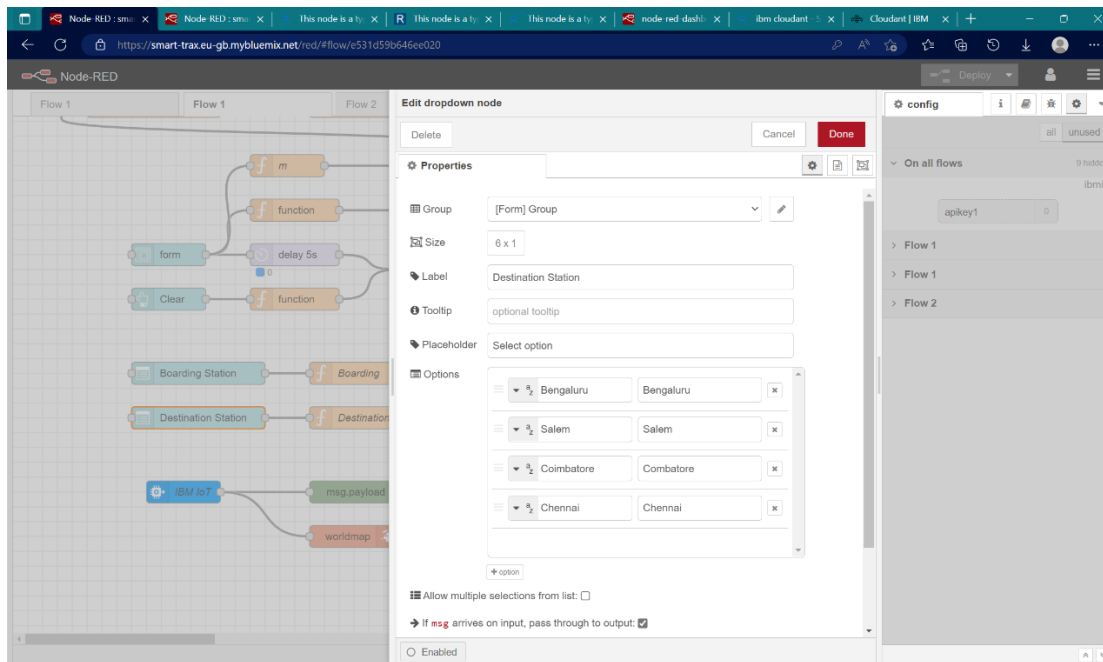 Node-RED : sma
Node-RED : sma
This node is a ty
This node is a ty
This node is a ty
node-red-dashb
ibm cloudant - S
Cloudant | IBM
https://smart-trax.eu-gb.mybluemix.net/red/#flow/e531d59b646ee020
Node-RED
Deploy
Flow 1
Flow 1
Flow 2
m
function
form
delay 5s
0
Clear
function
Boarding Station
Boarding
Destination Station
Destination
IBM IoT
msg.payload
worldmap
Edit dropdown node
Delete
Cancel
Done
Properties
Group
[Form] Group
Size
6 x 1
Label
Destination Station
Tooltip
optional tooltip
Placeholder
Select option
Options
Bengaluru
Bengaluru
Salem
Salem
Coimbatore
Combatore
Chennai
Chennai
+ option
Allow multiple selections from list:
If msg arrives on input, pass through to output:
Enabled
config
all
unused
On all flows
9 hidde
ibmi
apikey1
0
Flow 1
Flow 1
Flow 2